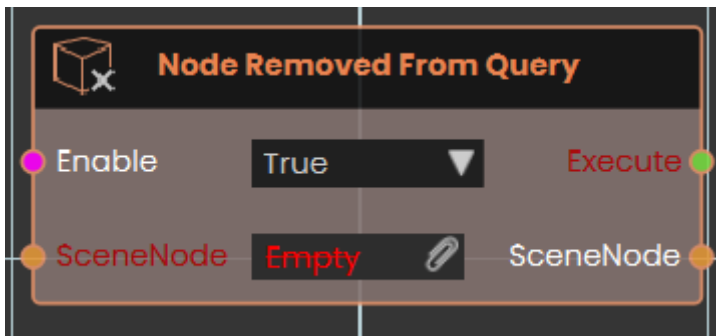 Node Removed From Query
Enable True Execute
SceneNode Empty SceneNode